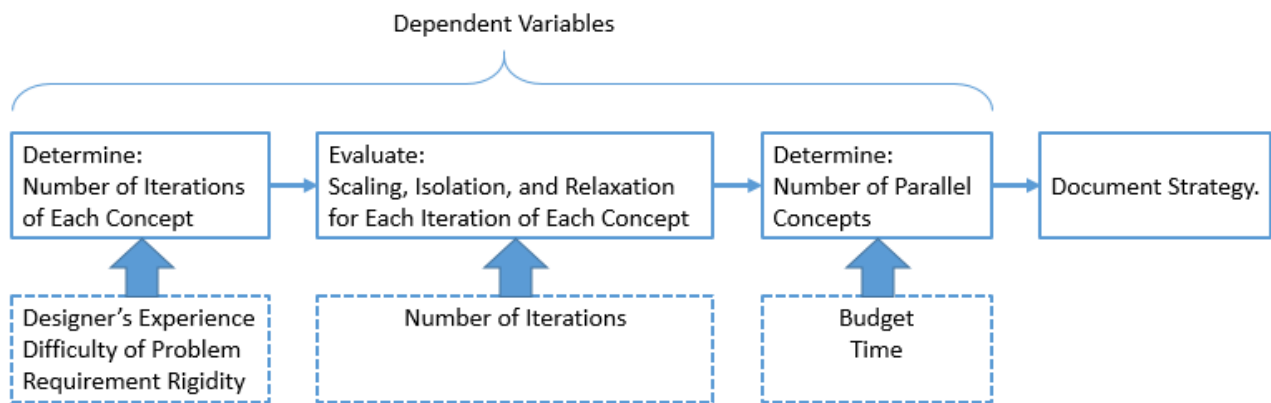 Dependent Variables
Determine:
Number of Iterations
of Each Concept
Evaluate:
Scaling, Isolation, and Relaxation
for Each Iteration of Each Concept
Determine:
Number of Parallel
Concepts
Document Strategy.
Designer’s Experience
Difficulty of Problem
Requirement Rigidity
Number of Iterations
Budget
Time